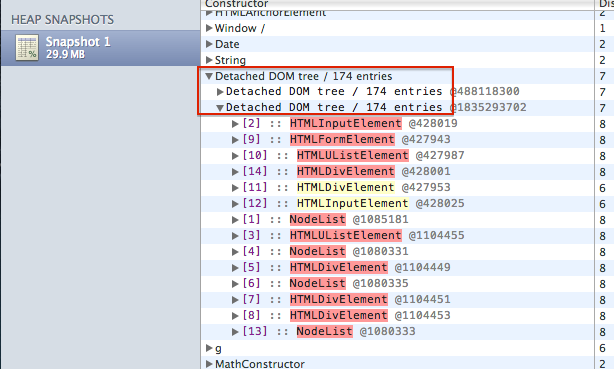 Constructor
Dis
HEAP SNAPSHOTS
HTMLAnchorElement 2
Snapshot 1
29.9 MB
Window / 1
Date 2
String 2
Detached DOM tree / 174 entries 7
Detached DOM tree / 174 entries @488118300 7
Detached DOM tree / 174 entries @1835293702 7
[2] :: HTMLInputElement @428019 8
[9] :: HTMLFormElement @427943 8
[10] :: HTMLUListElement @427987 8
[14] :: HTMLDivElement @428001 8
[11] :: HTMLDivElement @427953 6
[12] :: HTMLInputElement @428025 6
[1] :: NodeList @1085181 8
[3] :: HTMLUListElement @1104455 8
[4] :: NodeList @1080331 8
[5] :: HTMLDivElement @1104449 8
[6] :: NodeList @1080335 8
[7] :: HTMLDivElement @1104451 8
[8] :: HTMLDivElement @1104453 8
[13] :: NodeList @1080333 8
g 6
MathConstructor 2